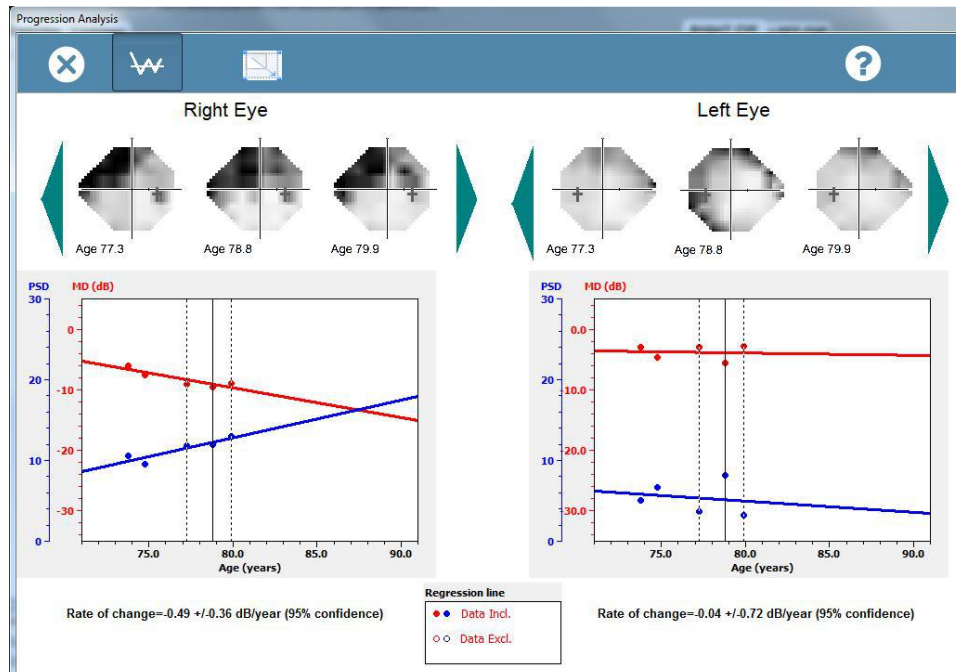 Progression Analysis
Right Eye
Left Eye
Age 77.3
Age 78.8
Age 79.9
Age 77.3
Age 78.8
Age 79.9
PSD MD (dB)
30
20
10
0
0
-10
-20
-30
75.0 80.0 85.0 90.0
Age (years)
PSD MD (dB)
30
20
10
0
0.0
-10.0
-20.0
-30.0
75.0 80.0 85.0 90.0
Age (years)
Rate of change=-0.49 +/-0.36 dB/year (95% confidence)
Regression line
Data Incl.
Data Excl.
Rate of change=-0.04 +/-0.72 dB/year (95% confidence)